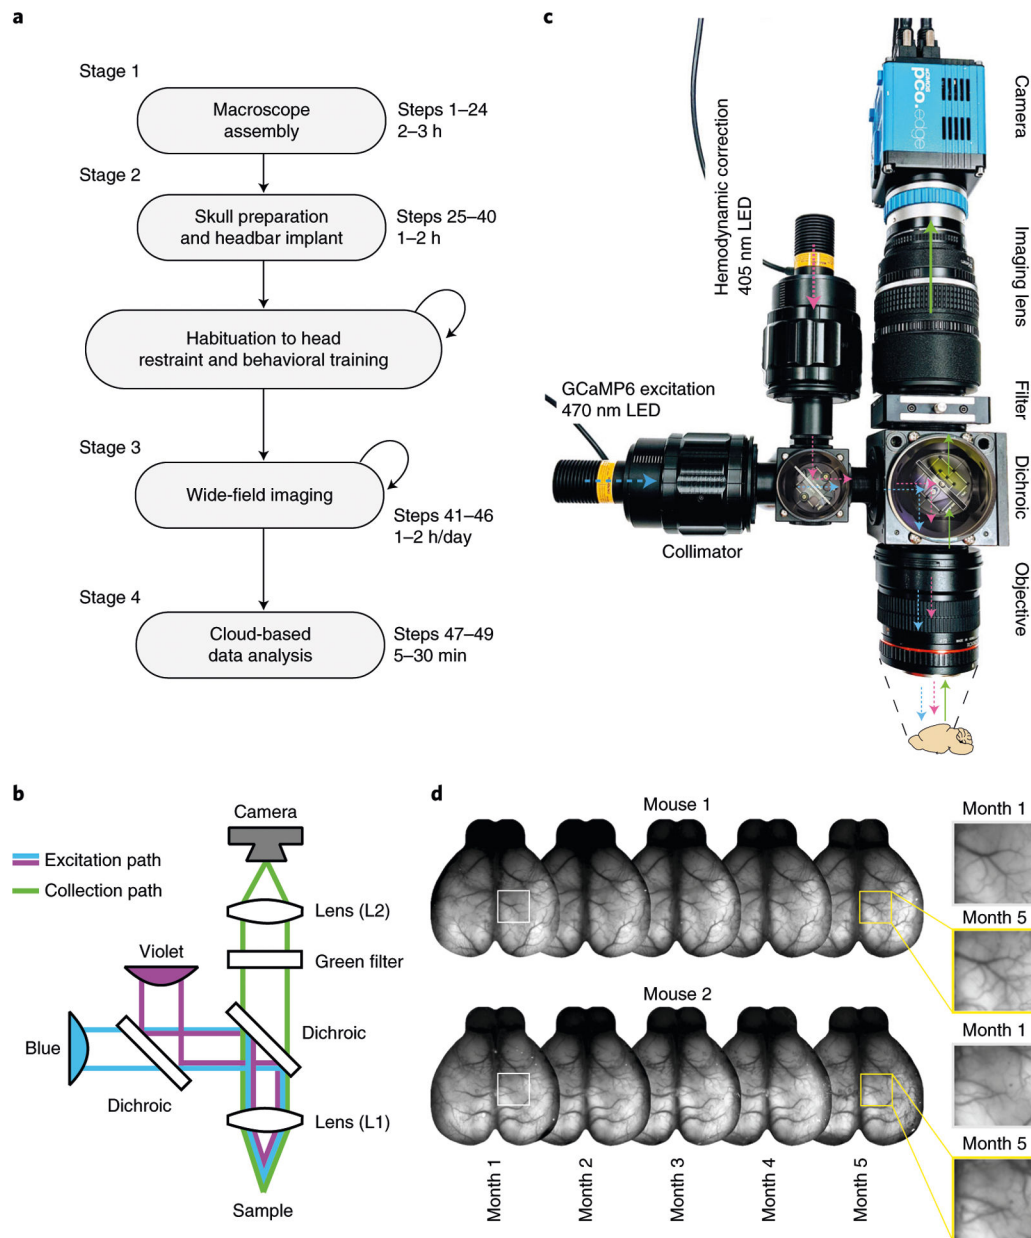 a
Stage 1
Macroscope
assembly
Steps 1–24
2–3 h
Stage 2
Skull preparation
and headbar implant
Steps 25–40
1–2 h
Habituation to head
restraint and behavioral training
Stage 3
Wide-field imaging
Steps 41–46
1–2 h/day
Stage 4
Cloud-based
data analysis
Steps 47–49
5–30 min
c
Hemodynamic correction
405 nm LED
GCaMP6 excitation
470 nm LED
Collimator
pco.edge
Camera
Imaging lens
Filter
Dichroic
Objective
b
Excitation path
Collection path
Camera
Lens (L2)
Green filter
Violet
Dichroic
Blue
Dichroic
Lens (L1)
Sample
d
Mouse 1
Month 1
Month 5
Mouse 2
Month 1
Month 5
Month 1
Month 2
Month 3
Month 4
Month 5